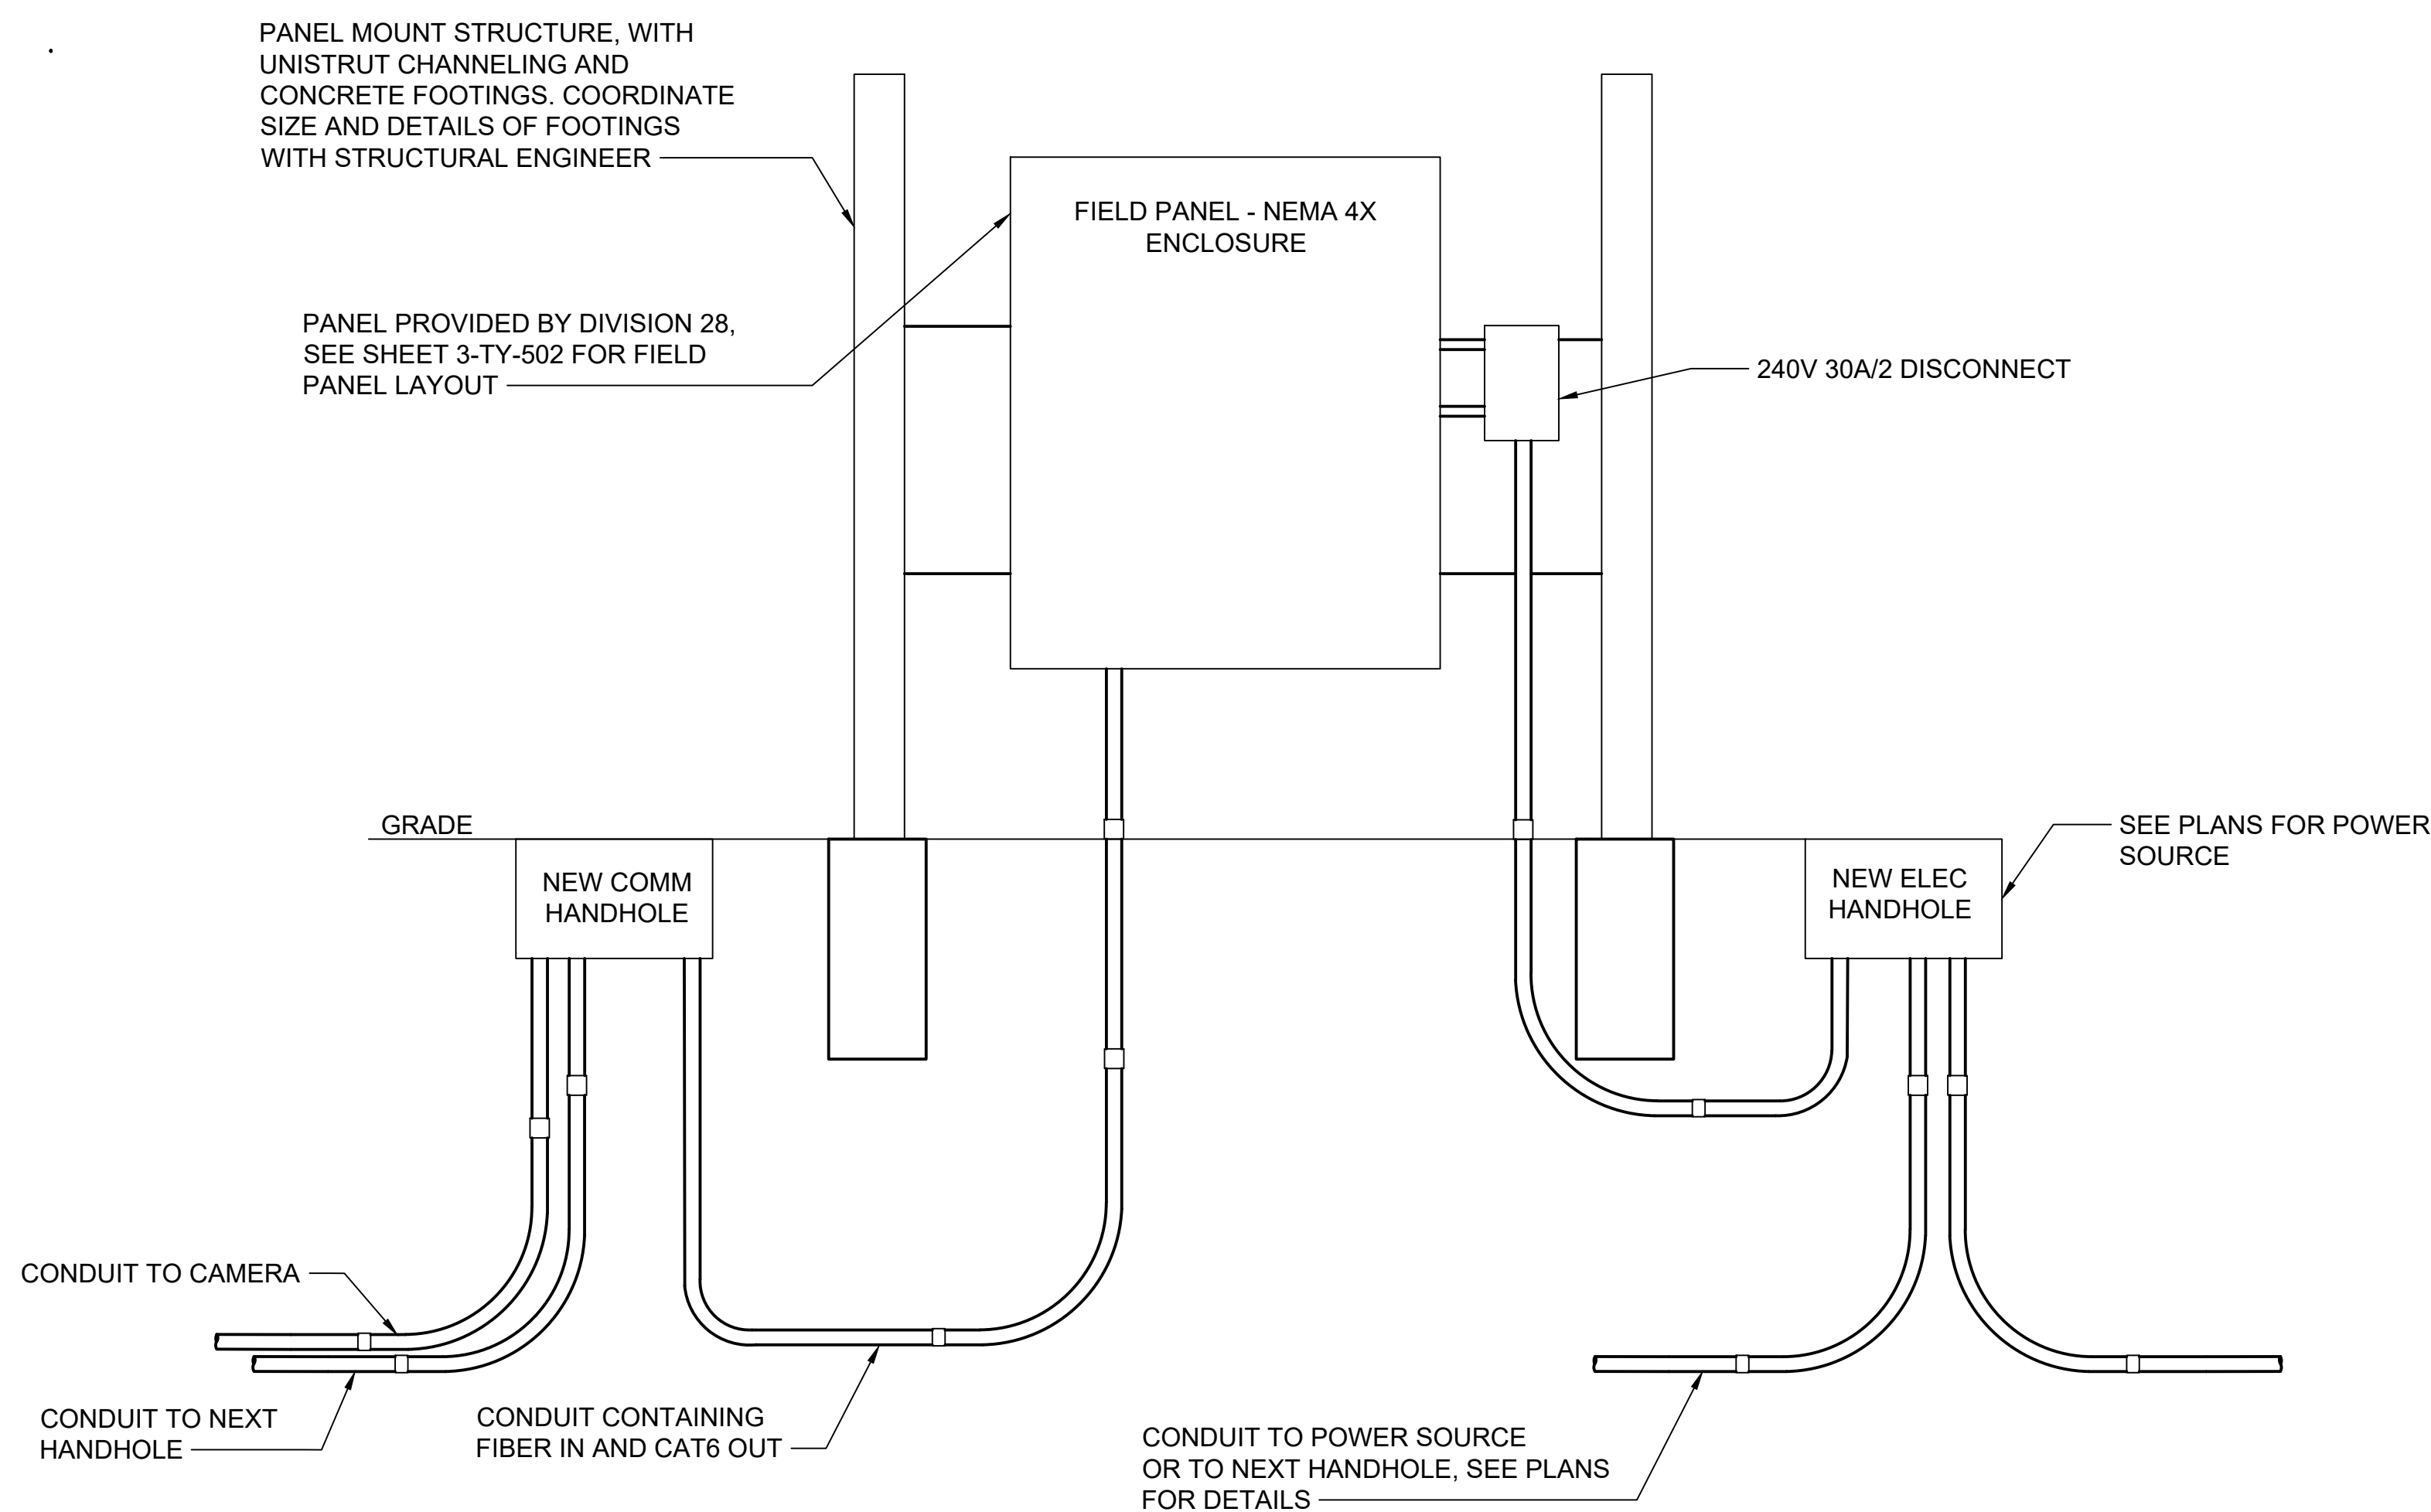 PANEL MOUNT STRUCTURE, WITH
UNISTRUT CHANNELING AND
CONCRETE FOOTINGS. COORDINATE
SIZE AND DETAILS OF FOOTINGS
WITH STRUCTURAL ENGINEER
FIELD PANEL - NEMA 4X
ENCLOSURE
PANEL PROVIDED BY DIVISION 28,
SEE SHEET 3-TY-502 FOR FIELD
PANEL LAYOUT
240V 30A/2 DISCONNECT
GRADE
SEE PLANS FOR POWER
SOURCE
NEW COMM
HANDHOLE
NEW ELEC
HANDHOLE
CONDUIT TO CAMERA
CONDUIT TO NEXT
HANDHOLE
CONDUIT CONTAINING
FIBER IN AND CAT6 OUT
CONDUIT TO POWER SOURCE
OR TO NEXT HANDHOLE, SEE PLANS
FOR DETAILS